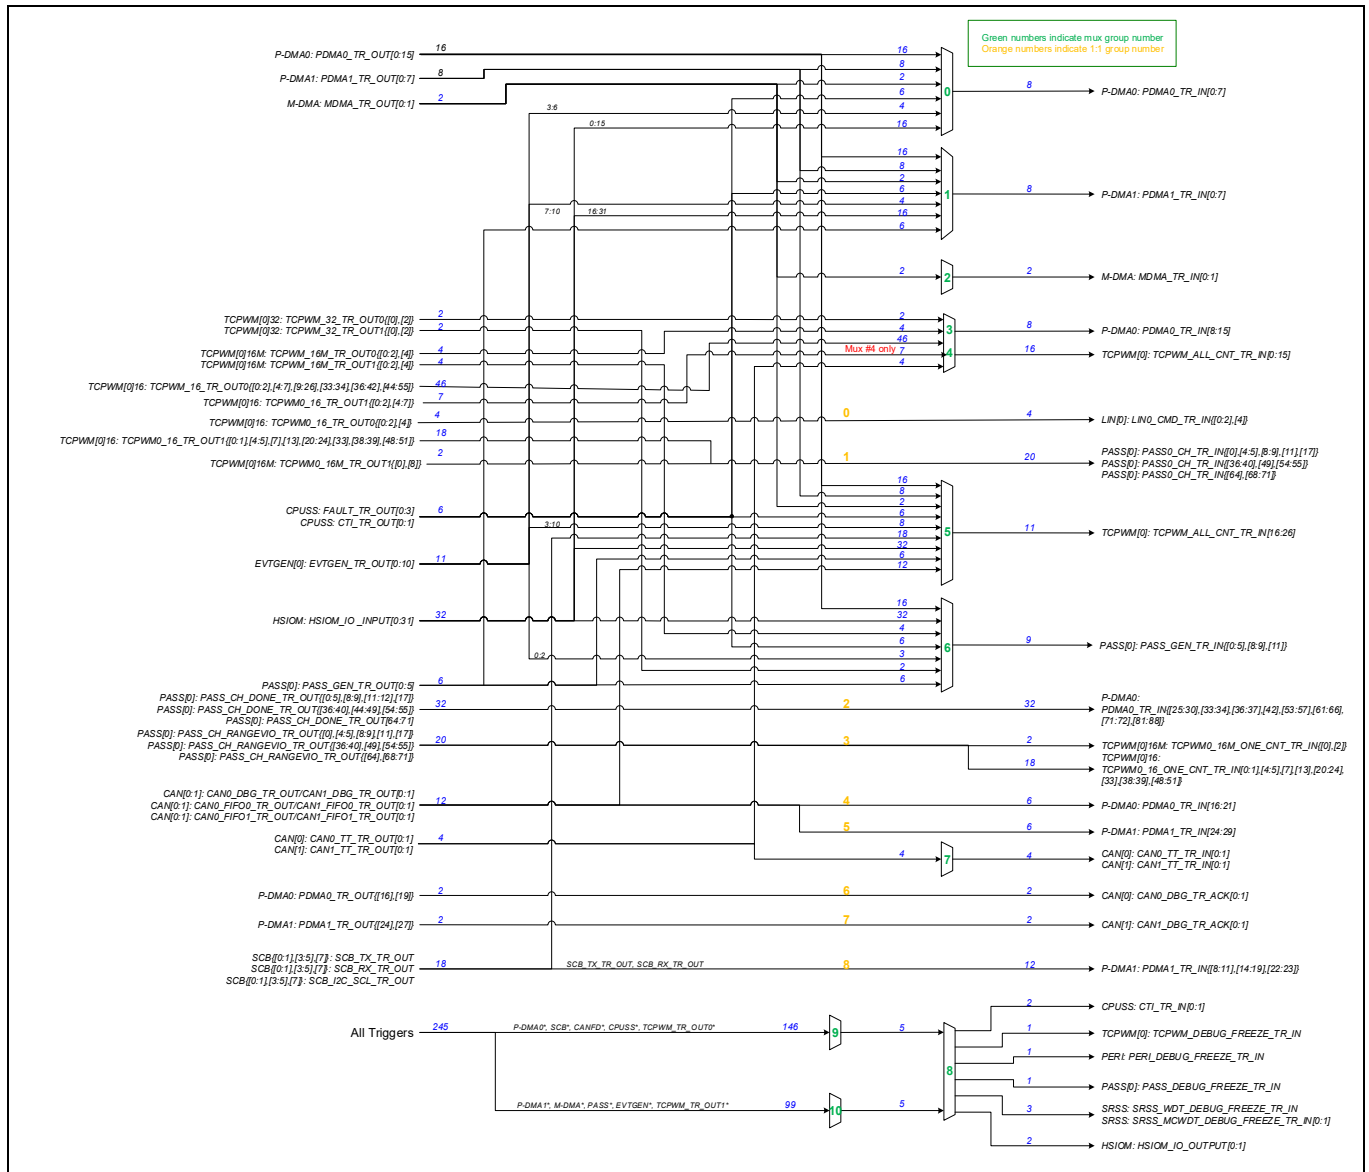 Green numbers indicate mux group number
Orange numbers indicate 1:1 group number
P-DMA0: PDMA0_TR_OUT[0:15]
16
P-DMA1: PDMA1_TR_OUT[0:7]
8
M-DMA: MDMA_TR_OUT[0:1]
2
3:6
0:15
16
8
2
6
4
16
0
8
P-DMA0: PDMA0_TR_IN[0:7]
7:10
16:31
16
8
2
6
4
16
6
1
8
P-DMA1: PDMA1_TR_IN[0:7]
2
2
2
M-DMA: MDMA_TR_IN[0:1]
TCPWM[0]32: TCPWM_32_TR_OUT0{[0],[2]}
2
TCPWM[0]32: TCPWM_32_TR_OUT1{[0],[2]}
2
TCPWM[0]16M: TCPWM_16M_TR_OUT0{[0:2],[4]}
4
TCPWM[0]16M: TCPWM_16M_TR_OUT1{[0:2],[4]}
4
TCPWM[0]16: TCPWM_16_TR_OUT0{[0:2],[4:7],[9:26],[33:34],[36:42],[44:55]}
46
TCPWM[0]16: TCPWM0_16_TR_OUT1{[0:2],[4:7]}
7
2
4
46
Mux #4 only
7
4
3
4
8
P-DMA0: PDMA0_TR_IN[8:15]
16
TCPWM[0]: TCPWM_ALL_CNT_TR_IN[0:15]
TCPWM[0]16: TCPWM0_16_TR_OUT0{[0:2],[4]}
4
0
4
LIN[0]: LIN0_CMD_TR_IN{[0:2],[4]}
TCPWM[0]16: TCPWM0_16_TR_OUT1{[0:1],[4:5],[7],[13],[20:24],[33],[38:39],[48:51]}
18
TCPWM[0]16M: TCPWM0_16M_TR_OUT1{[0],[8]}
2
1
20
PASS[0]: PASS0_CH_TR_IN{[0],[4:5],[8:9],[11],[17]}
PASS[0]: PASS0_CH_TR_IN{[36:40],[49],[54:55]}
PASS[0]: PASS0_CH_TR_IN{[64],[68:71]}
CPUSS: FAULT_TR_OUT[0:3]
CPUSS: CTI_TR_OUT[0:1]
6
EVTGEN[0]: EVTGEN_TR_OUT[0:10]
11
3:10
16
8
2
6
8
18
32
6
12
5
11
TCPWM[0]: TCPWM_ALL_CNT_TR_IN[16:26]
HSIOM: HSIOM_IO_INPUT[0:31]
32
0:2
16
32
4
6
3
2
6
6
9
PASS[0]: PASS_GEN_TR_IN{[0:5],[8:9],[11]}
PASS[0]: PASS_GEN_TR_OUT[0:5]
6
PASS[0]: PASS_CH_DONE_TR_OUT{[0:5],[8:9],[11:12],[17]}
PASS[0]: PASS_CH_DONE_TR_OUT{[36:40],[44:49],[54:55]}
PASS[0]: PASS_CH_DONE_TR_OUT[64:71]
32
2
32
P-DMA0:
PDMA0_TR_IN{[25:30],[33:34],[36:37],[42],[53:57],[61:66],
[71:72],[81:88]}
PASS[0]: PASS_CH_RANGEVIO_TR_OUT{[0],[4:5],[8:9],[11],[17]}
PASS[0]: PASS_CH_RANGEVIO_TR_OUT{[36:40],[49],[54:55]}
PASS[0]: PASS_CH_RANGEVIO_TR_OUT{[64],[68:71]}
20
3
2
TCPWM[0]16M: TCPWM0_16M_ONE_CNT_TR_IN{[0],[2]}
18
TCPWM[0]16:
TCPWM0_16_ONE_CNT_TR_IN[0:1],[4:5],[7],[13],[20:24],
[33],[38:39],[48:51]}
CAN[0:1]: CAN0_DBG_TR_OUT/CAN1_DBG_TR_OUT[0:1]
CAN[0:1]: CAN0_FIFO0_TR_OUT/CAN1_FIFO0_TR_OUT[0:1]
CAN[0:1]: CAN0_FIFO1_TR_OUT/CAN1_FIFO1_TR_OUT[0:1]
12
4
6
P-DMA0: PDMA0_TR_IN[16:21]
5
6
P-DMA1: PDMA1_TR_IN[24:29]
CAN[0]: CAN0_TT_TR_OUT[0:1]
CAN[1]: CAN1_TT_TR_OUT[0:1]
4
4
7
4
CAN[0]: CAN0_TT_TR_IN[0:1]
CAN[1]: CAN1_TT_TR_IN[0:1]
P-DMA0: PDMA0_TR_OUT{[16],[19]}
2
6
2
CAN[0]: CAN0_DBG_TR_ACK[0:1]
P-DMA1: PDMA1_TR_OUT{[24],[27]}
2
7
2
CAN[1]: CAN1_DBG_TR_ACK[0:1]
SCB{[0:1],[3:5],[7]}: SCB_TX_TR_OUT
SCB{[0:1],[3:5],[7]}: SCB_RX_TR_OUT
SCB{[0:1],[3:5],[7]}: SCB_I2C_SCL_TR_OUT
18
SCB_TX_TR_OUT, SCB_RX_TR_OUT
8
12
P-DMA1: PDMA1_TR_IN{[8:11],[14:19],[22:23]}
All Triggers
245
P-DMA0*, SCB*, CANFD*, CPUSS*, TCPWM_TR_OUT0*
146
9
5
P-DMA1*, M-DMA*, PASS*, EVTGEN*, TCPWM_TR_OUT1*
99
10
5
8
2
CPUSS: CTI_TR_IN[0:1]
1
TCPWM[0]: TCPWM_DEBUG_FREEZE_TR_IN
1
PERI: PERI_DEBUG_FREEZE_TR_IN
1
PASS[0]: PASS_DEBUG_FREEZE_TR_IN
3
SRSS: SRSS_WDT_DEBUG_FREEZE_TR_IN
SRSS: SRSS_MCWDT_DEBUG_FREEZE_TR_IN[0:1]
2
HSIOM: HSIOM_IO_OUTPUT[0:1]